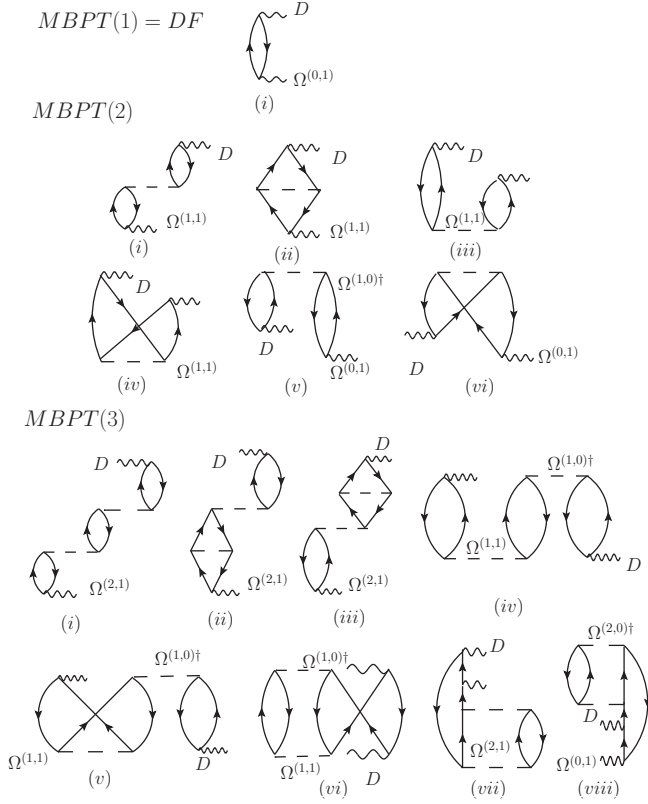 MBPT(1) = DF
D
Ω^(0,1)
(i)
MBPT(2)
D
Ω^(1,1)
(i)
D
Ω^(1,1)
(ii)
D
Ω^(1,1)
(iii)
D
Ω^(1,1)
(iv)
Ω^(1,0)†
D
Ω^(0,1)
(v)
D
Ω^(0,1)
(vi)
MBPT(3)
D
Ω^(2,1)
(i)
D
Ω^(2,1)
(ii)
D
Ω^(2,1)
(iii)
Ω^(1,0)†
Ω^(1,1)
D
(iv)
Ω^(1,0)†
Ω^(1,1)
D
(v)
Ω^(1,0)†
Ω^(1,1)
D
(vi)
D
Ω^(2,1)
(vii)
Ω^(2,0)†
D
Ω^(0,1)
(viii)